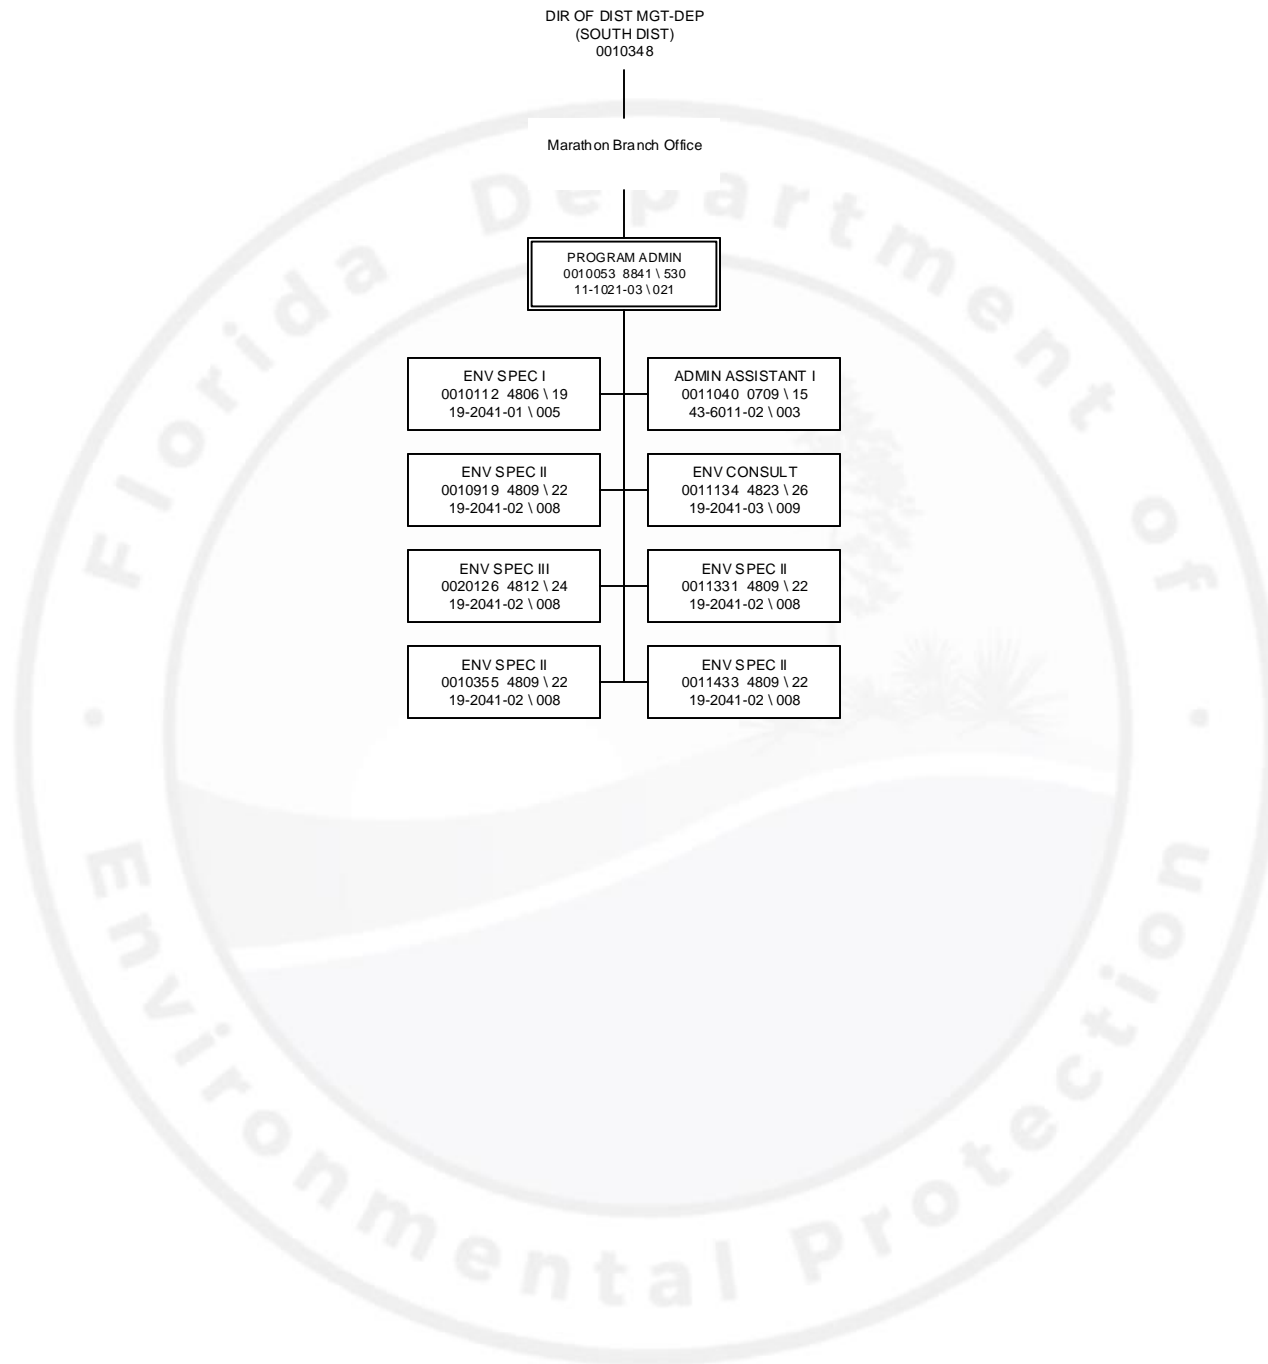 DIR OF DIST MGT-DEP
(SOUTH DIST)
0010348
Marathon Branch Office
PROGRAM ADMIN
0010053 8841 \ 530
11-1021-03 \ 021
ENV SPEC I
0010112 4806 \ 19
19-2041-01 \ 005
ADMIN ASSISTANT I
0011040 0709 \ 15
43-6011-02 \ 003
ENV SPEC II
0010919 4809 \ 22
19-2041-02 \ 008
ENV CONSULT
0011134 4823 \ 26
19-2041-03 \ 009
ENV SPEC III
0020126 4812 \ 24
19-2041-02 \ 008
ENV SPEC II
0011331 4809 \ 22
19-2041-02 \ 008
ENV SPEC II
0010355 4809 \ 22
19-2041-02 \ 008
ENV SPEC II
0011433 4809 \ 22
19-2041-02 \ 008
Florida Department of
Environmental Protection